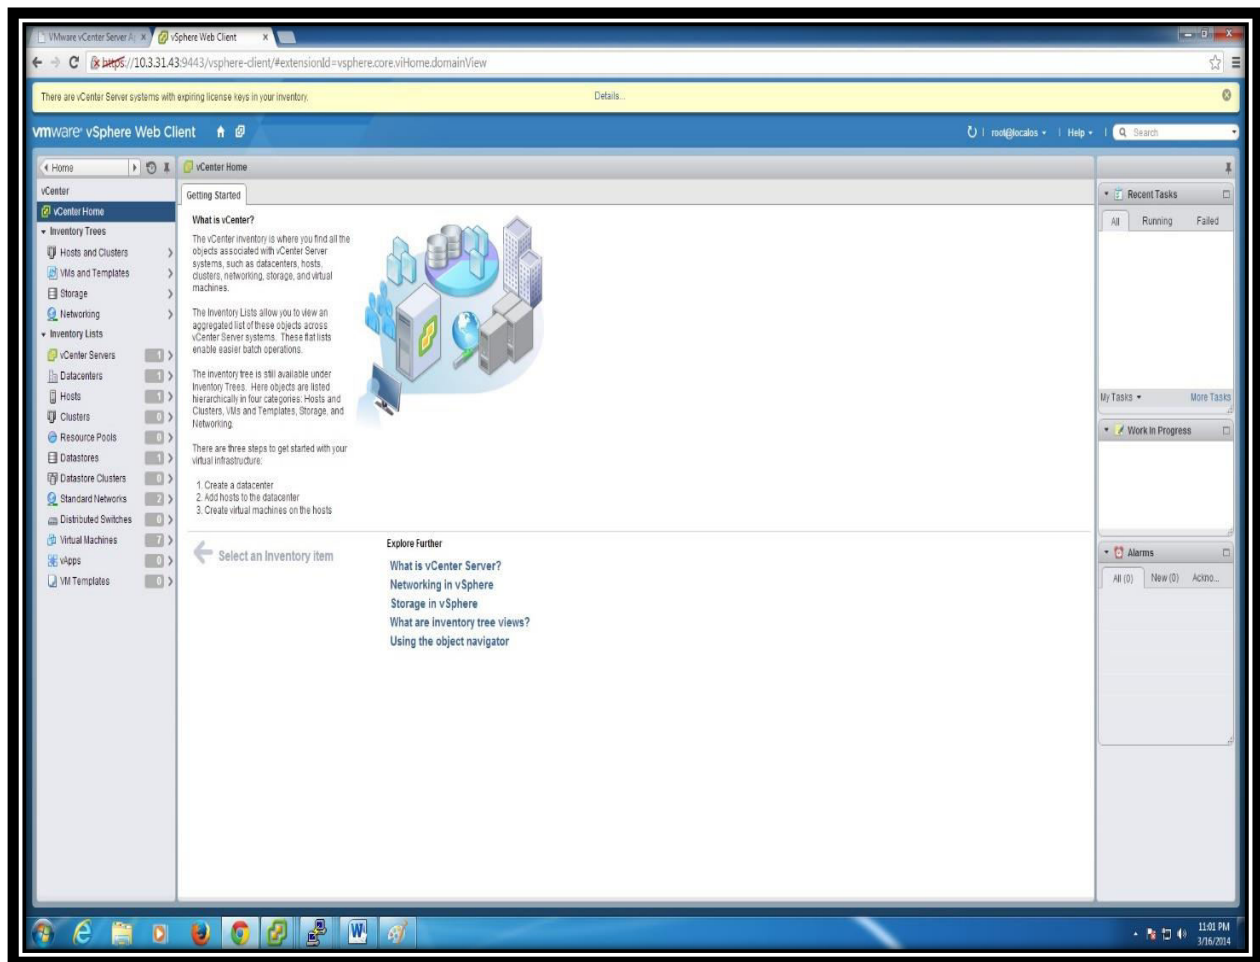 VMware vCenter Server Ap
vSphere Web Client
https://10.3.31.43:9443/vsphere-client/#extensionId=vsphere.core.viHome.domainView
There are vCenter Server systems with expiring license keys in your inventory.
Details...
vmware® vSphere Web Client
root@localos
Help
Search
Home
vCenter
vCenter Home
Inventory Trees
Hosts and Clusters
VMs and Templates
Storage
Networking
Inventory Lists
vCenter Servers 1
Datacenters 1
Hosts 1
Clusters 0
Resource Pools 0
Datastores 1
Datastore Clusters 0
Standard Networks 2
Distributed Switches 0
Virtual Machines 7
vApps 0
VM Templates 0
vCenter Home
Getting Started
What is vCenter?
The vCenter inventory is where you find all the
objects associated with vCenter Server
systems, such as datacenters, hosts,
clusters, networking, storage, and virtual
machines.
The Inventory Lists allow you to view an
aggregated list of these objects across
vCenter Server systems. These flat lists
enable easier batch operations.
The inventory tree is still available under
Inventory Trees. Here objects are listed
hierarchically in four categories: Hosts and
Clusters, VMs and Templates, Storage, and
Networking.
There are three steps to get started with your
virtual infrastructure:
1. Create a datacenter
2. Add hosts to the datacenter
3. Create virtual machines on the hosts
Select an Inventory item
Explore Further
What is vCenter Server?
Networking in vSphere
Storage in vSphere
What are inventory tree views?
Using the object navigator
Recent Tasks
All Running Failed
My Tasks More Tasks
Work In Progress
Alarms
All (0) New (0) Ackno...
11:01 PM
3/16/2014